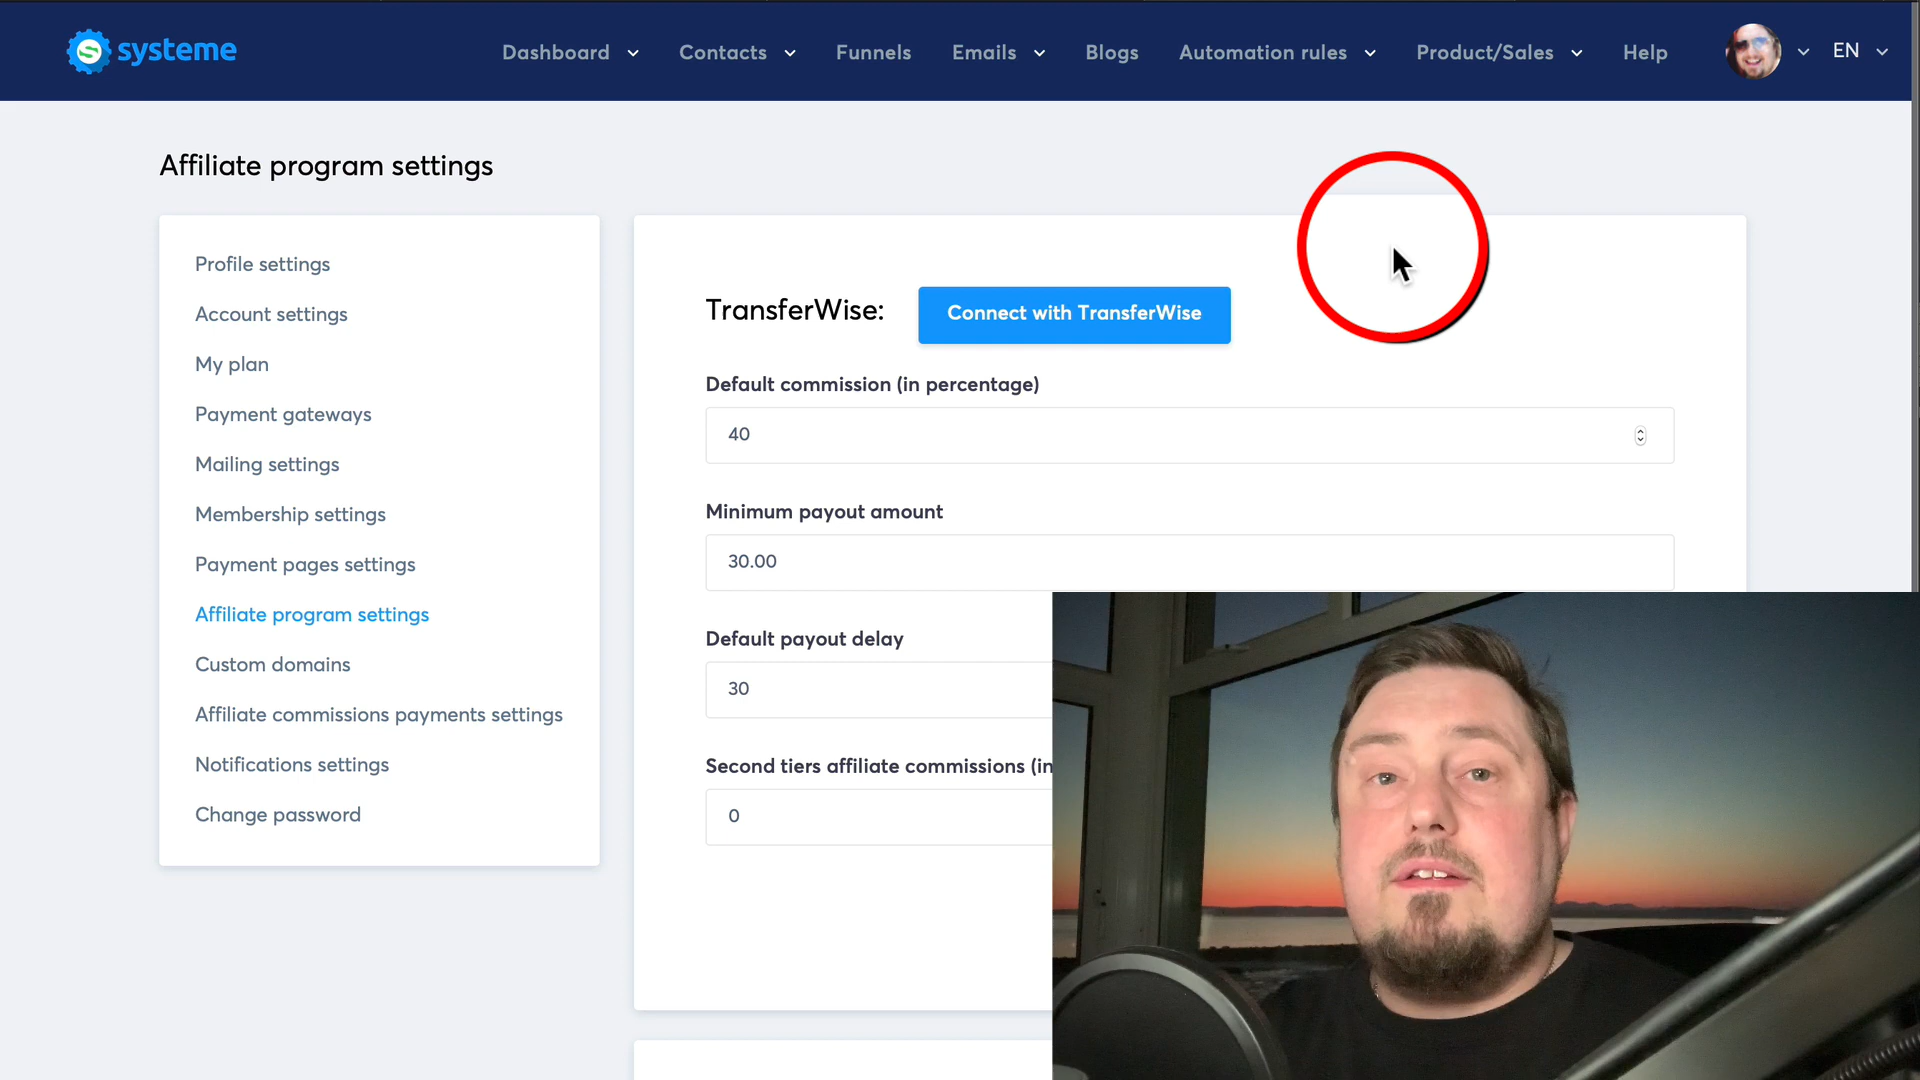 systeme
Dashboard Contacts Funnels Emails Blogs Automation rules Product/Sales Help EN
Affiliate program settings
Profile settings
Account settings
My plan
Payment gateways
Mailing settings
Membership settings
Payment pages settings
Affiliate program settings
Custom domains
Affiliate commissions payments settings
Notifications settings
Change password
TransferWise: Connect with TransferWise
Default commission (in percentage)
40
Minimum payout amount
30.00
Default payout delay
30
Second tiers affiliate commissions (in
0